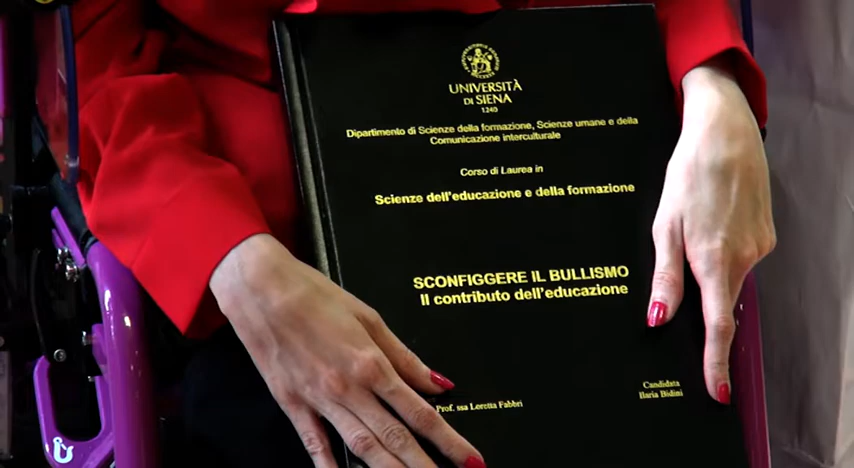 UNIVERSITÀ
DI SIENA
1240
Dipartimento di Scienze della formazione, Scienze umane e della
Comunicazione interculturale
Corso di Laurea in
Scienze dell'educazione e della formazione
SCONFIGGERE IL BULLISMO
Il contributo dell'educazione
Prof. ssa Loretta Fabbri
Candidata
Ilaria Bidini